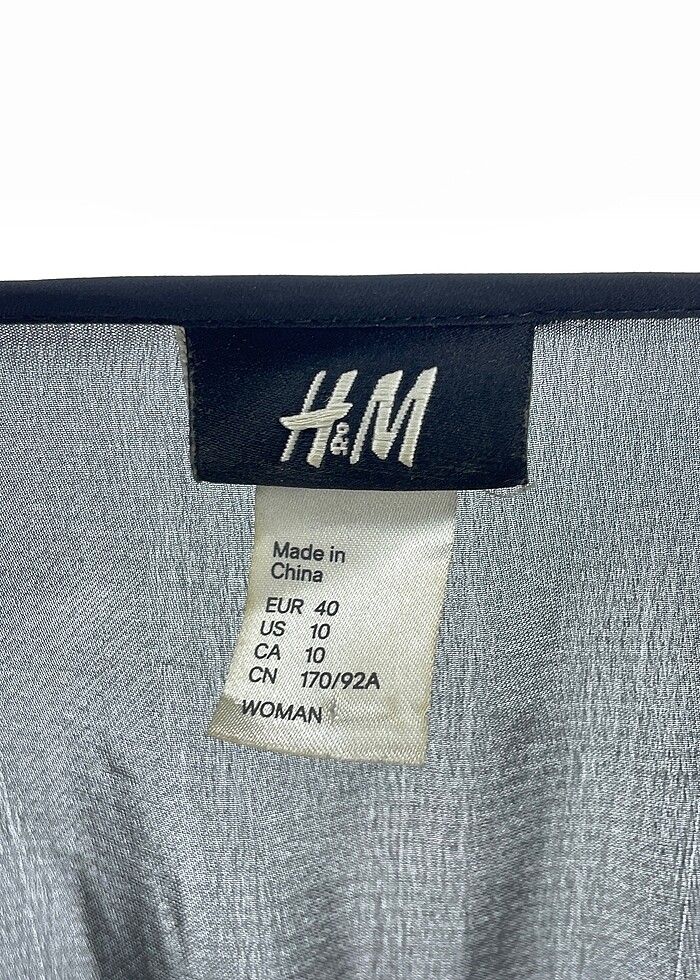 H&M
Made in
China
EUR 40
US 10
CA 10
CN 170/92A
WOMAN